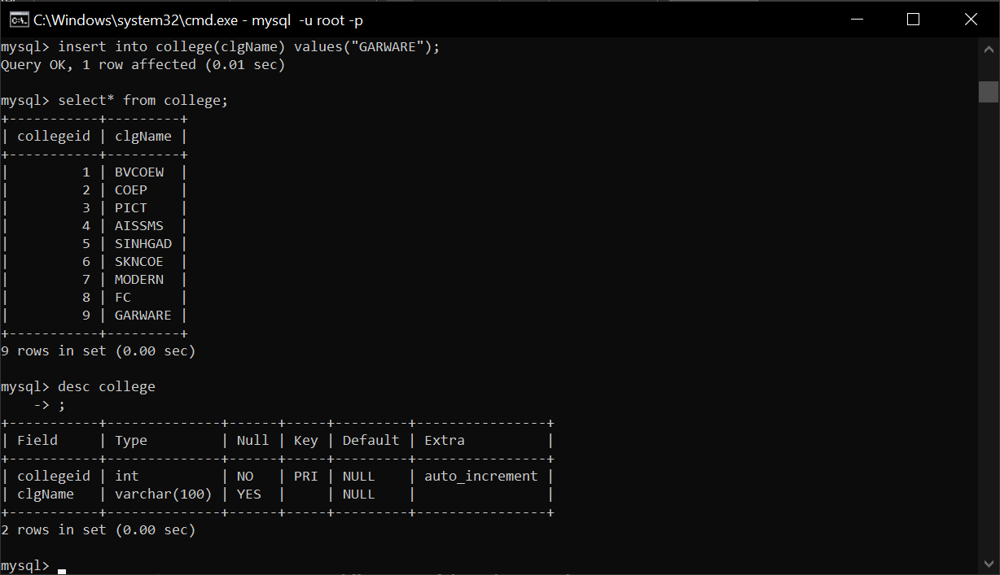 C:\Windows\system32\cmd.exe - mysql  -u root -p
mysql> insert into college(clgName) values("GARWARE");
Query OK, 1 row affected (0.01 sec)
mysql> select* from college;
+-----------+---------+
| collegeid | clgName |
+-----------+---------+
|         1 | BVCOEW  |
|         2 | COEP    |
|         3 | PICT    |
|         4 | AISSMS  |
|         5 | SINHGAD |
|         6 | SKNCOE  |
|         7 | MODERN  |
|         8 | FC      |
|         9 | GARWARE |
+-----------+---------+
9 rows in set (0.00 sec)
mysql> desc college
    -> ;
+-----------+--------------+------+-----+---------+----------------+
| Field     | Type         | Null | Key | Default | Extra          |
+-----------+--------------+------+-----+---------+----------------+
| collegeid | int          | NO   | PRI | NULL    | auto_increment |
| clgName   | varchar(100) | YES  |     | NULL    |                |
+-----------+--------------+------+-----+---------+----------------+
2 rows in set (0.00 sec)
mysql>